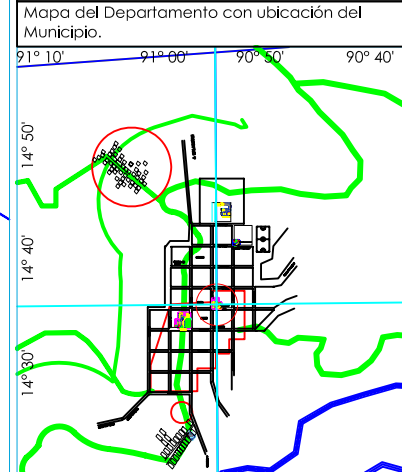 Mapa del Departamento con ubicación del
Municipio.
91° 10' 91° 00' 90° 50' 90° 40'
14° 50'
14° 40'
14° 30'